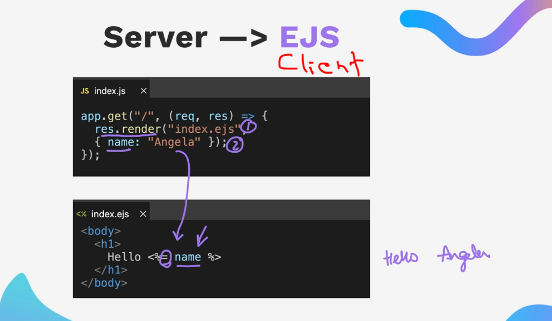 Server —> EJS
Client
JS index.js ×
app.get("/", (req, res) => {
res.render("index.ejs", ①
{ name: "Angela" }); ②
});
<% index.ejs ×
<body>
<h1>
Hello <%= name %>
</h1>
</body>
Hello Angela